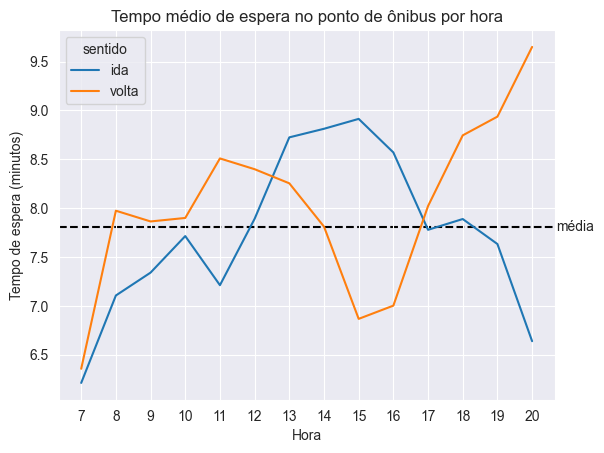 Tempo médio de espera no ponto de ônibus por hora
sentido
ida
volta
Tempo de espera (minutos)
9.5
9.0
8.5
8.0
7.5
7.0
6.5
média
7 8 9 10 11 12 13 14 15 16 17 18 19 20
Hora